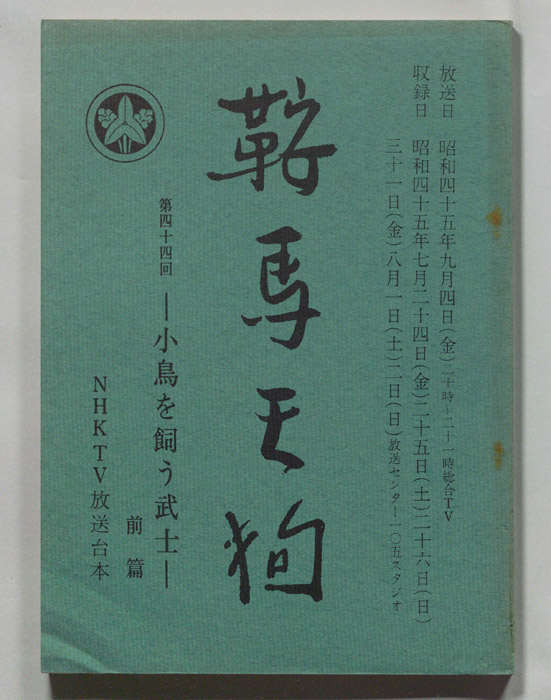 放送日 昭和四十五年九月四日(金)二十時-二十一時総合TV
収録日 昭和四十五年七月二十四日(金)二十五日(土)二十六日(日)
三十一日(金)八月一日(土)二日(日)放送センター一〇五スタジオ
鞍馬天狗
第四十四回 ―小鳥を飼う武士― 前篇
NHKTV放送台本